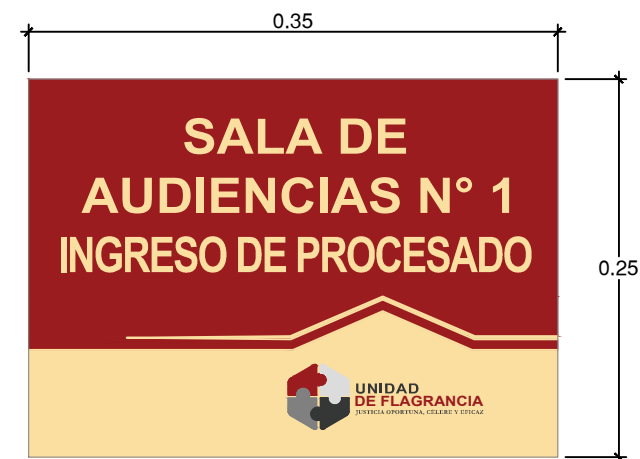 0.35
SALA DE
AUDIENCIAS N° 1
INGRESO DE PROCESADO
0.25
UNIDAD
DE FLAGRANCIA
JUSTICIA OPORTUNA, CÉLERE Y EFICAZ